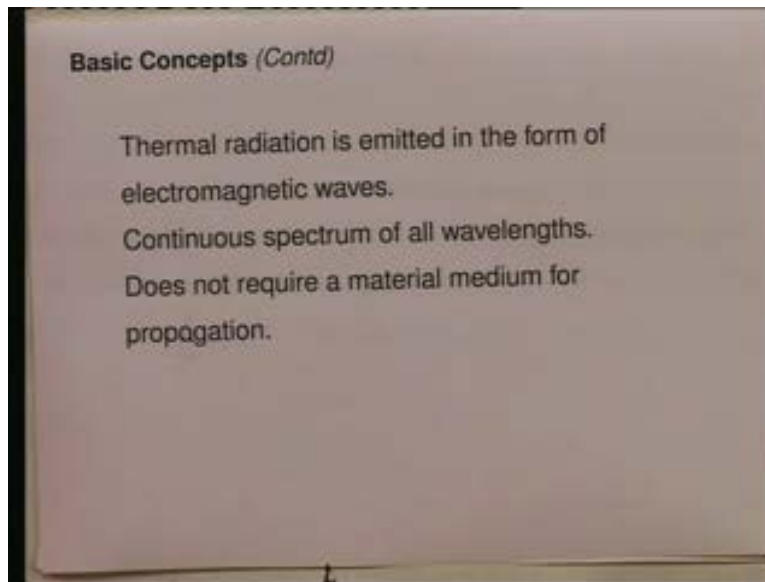 Basic Concepts (Contd)
Thermal radiation is emitted in the form of
electromagnetic waves.
Continuous spectrum of all wavelengths.
Does not require a material medium for
propagation.